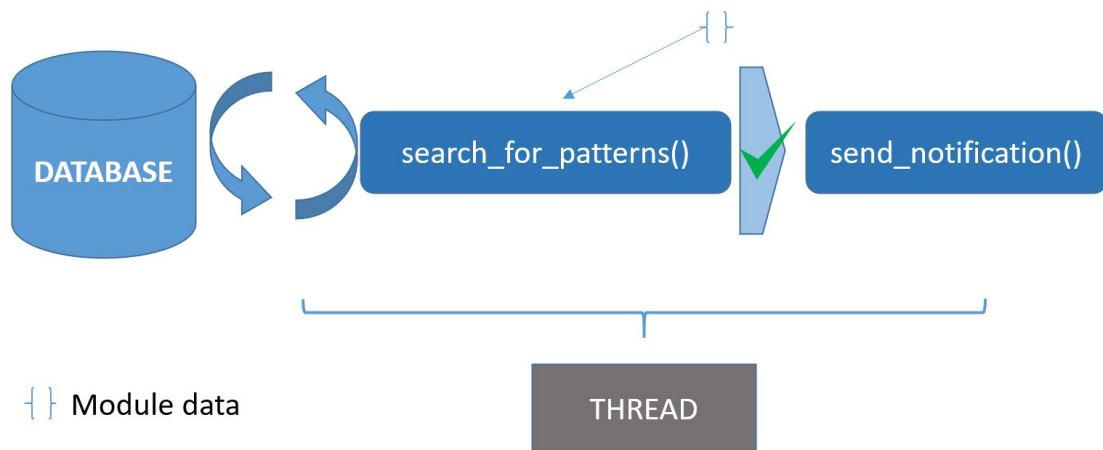 { }
DATABASE
search_for_patterns()
send_notification()
{ } Module data
THREAD